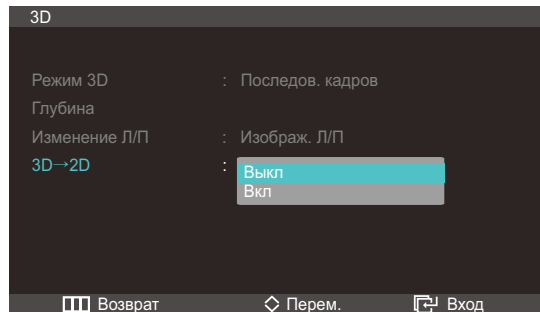 3D
Режим 3D : Последов. кадров
Глубина
Изменение Л/П : Изображ. Л/П
3D→2D : Выкл
Вкл
Возврат Перем. Вход